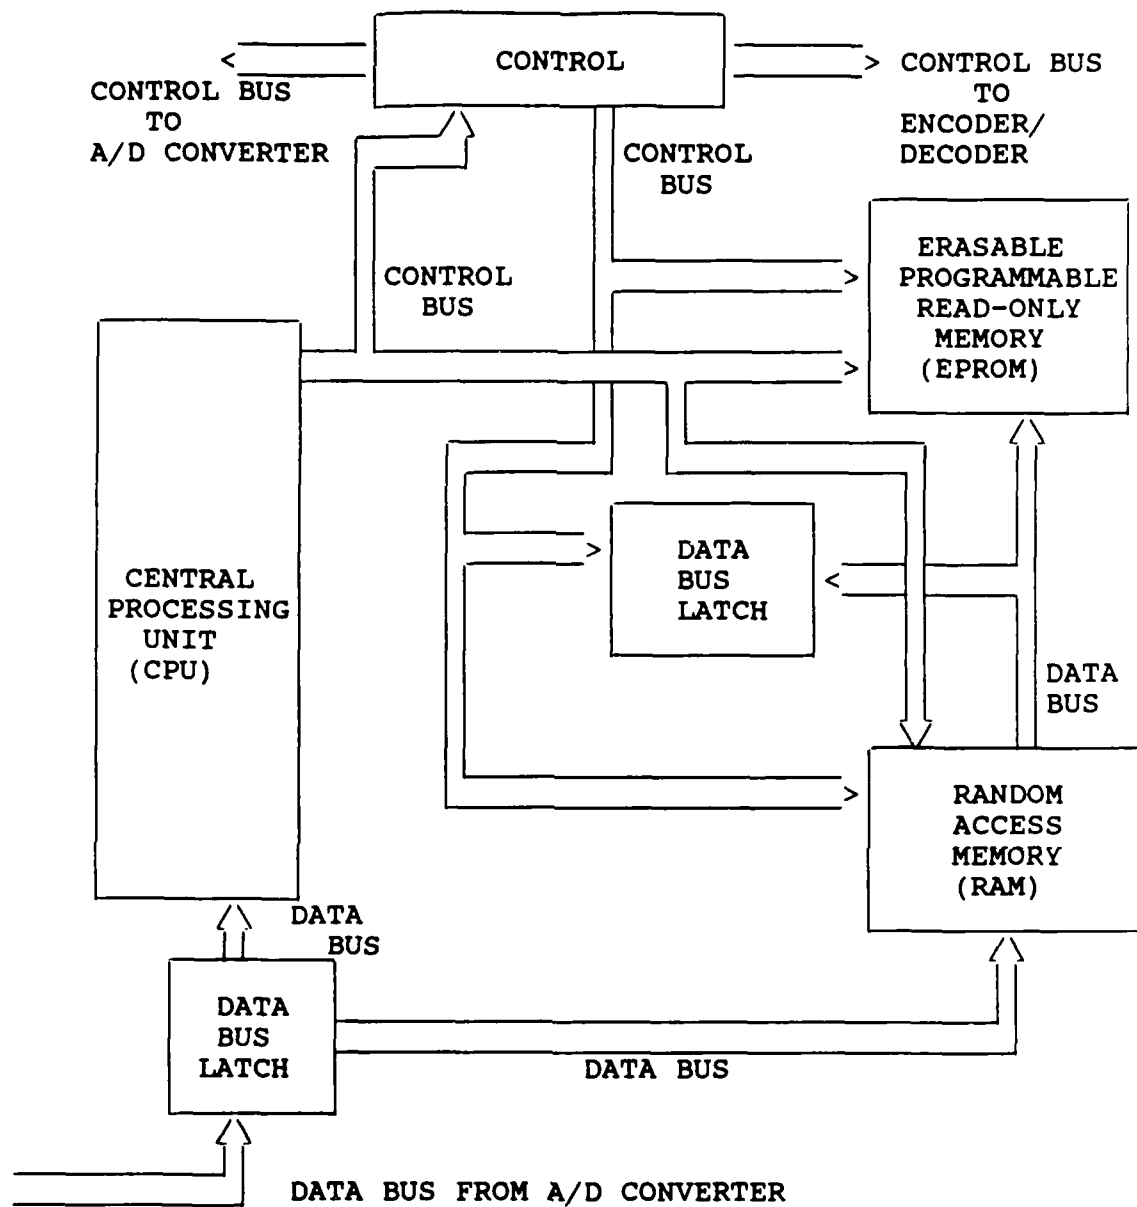 CONTROL
CONTROL BUS
TO
A/D CONVERTER
CONTROL BUS
TO
ENCODER/
DECODER
CONTROL
BUS
CONTROL
BUS
ERASABLE
PROGRAMMABLE
READ-ONLY
MEMORY
(EPROM)
CENTRAL
PROCESSING
UNIT
(CPU)
DATA
BUS
LATCH
DATA
BUS
RANDOM
ACCESS
MEMORY
(RAM)
DATA
BUS
DATA
BUS
LATCH
DATA BUS
DATA BUS FROM A/D CONVERTER